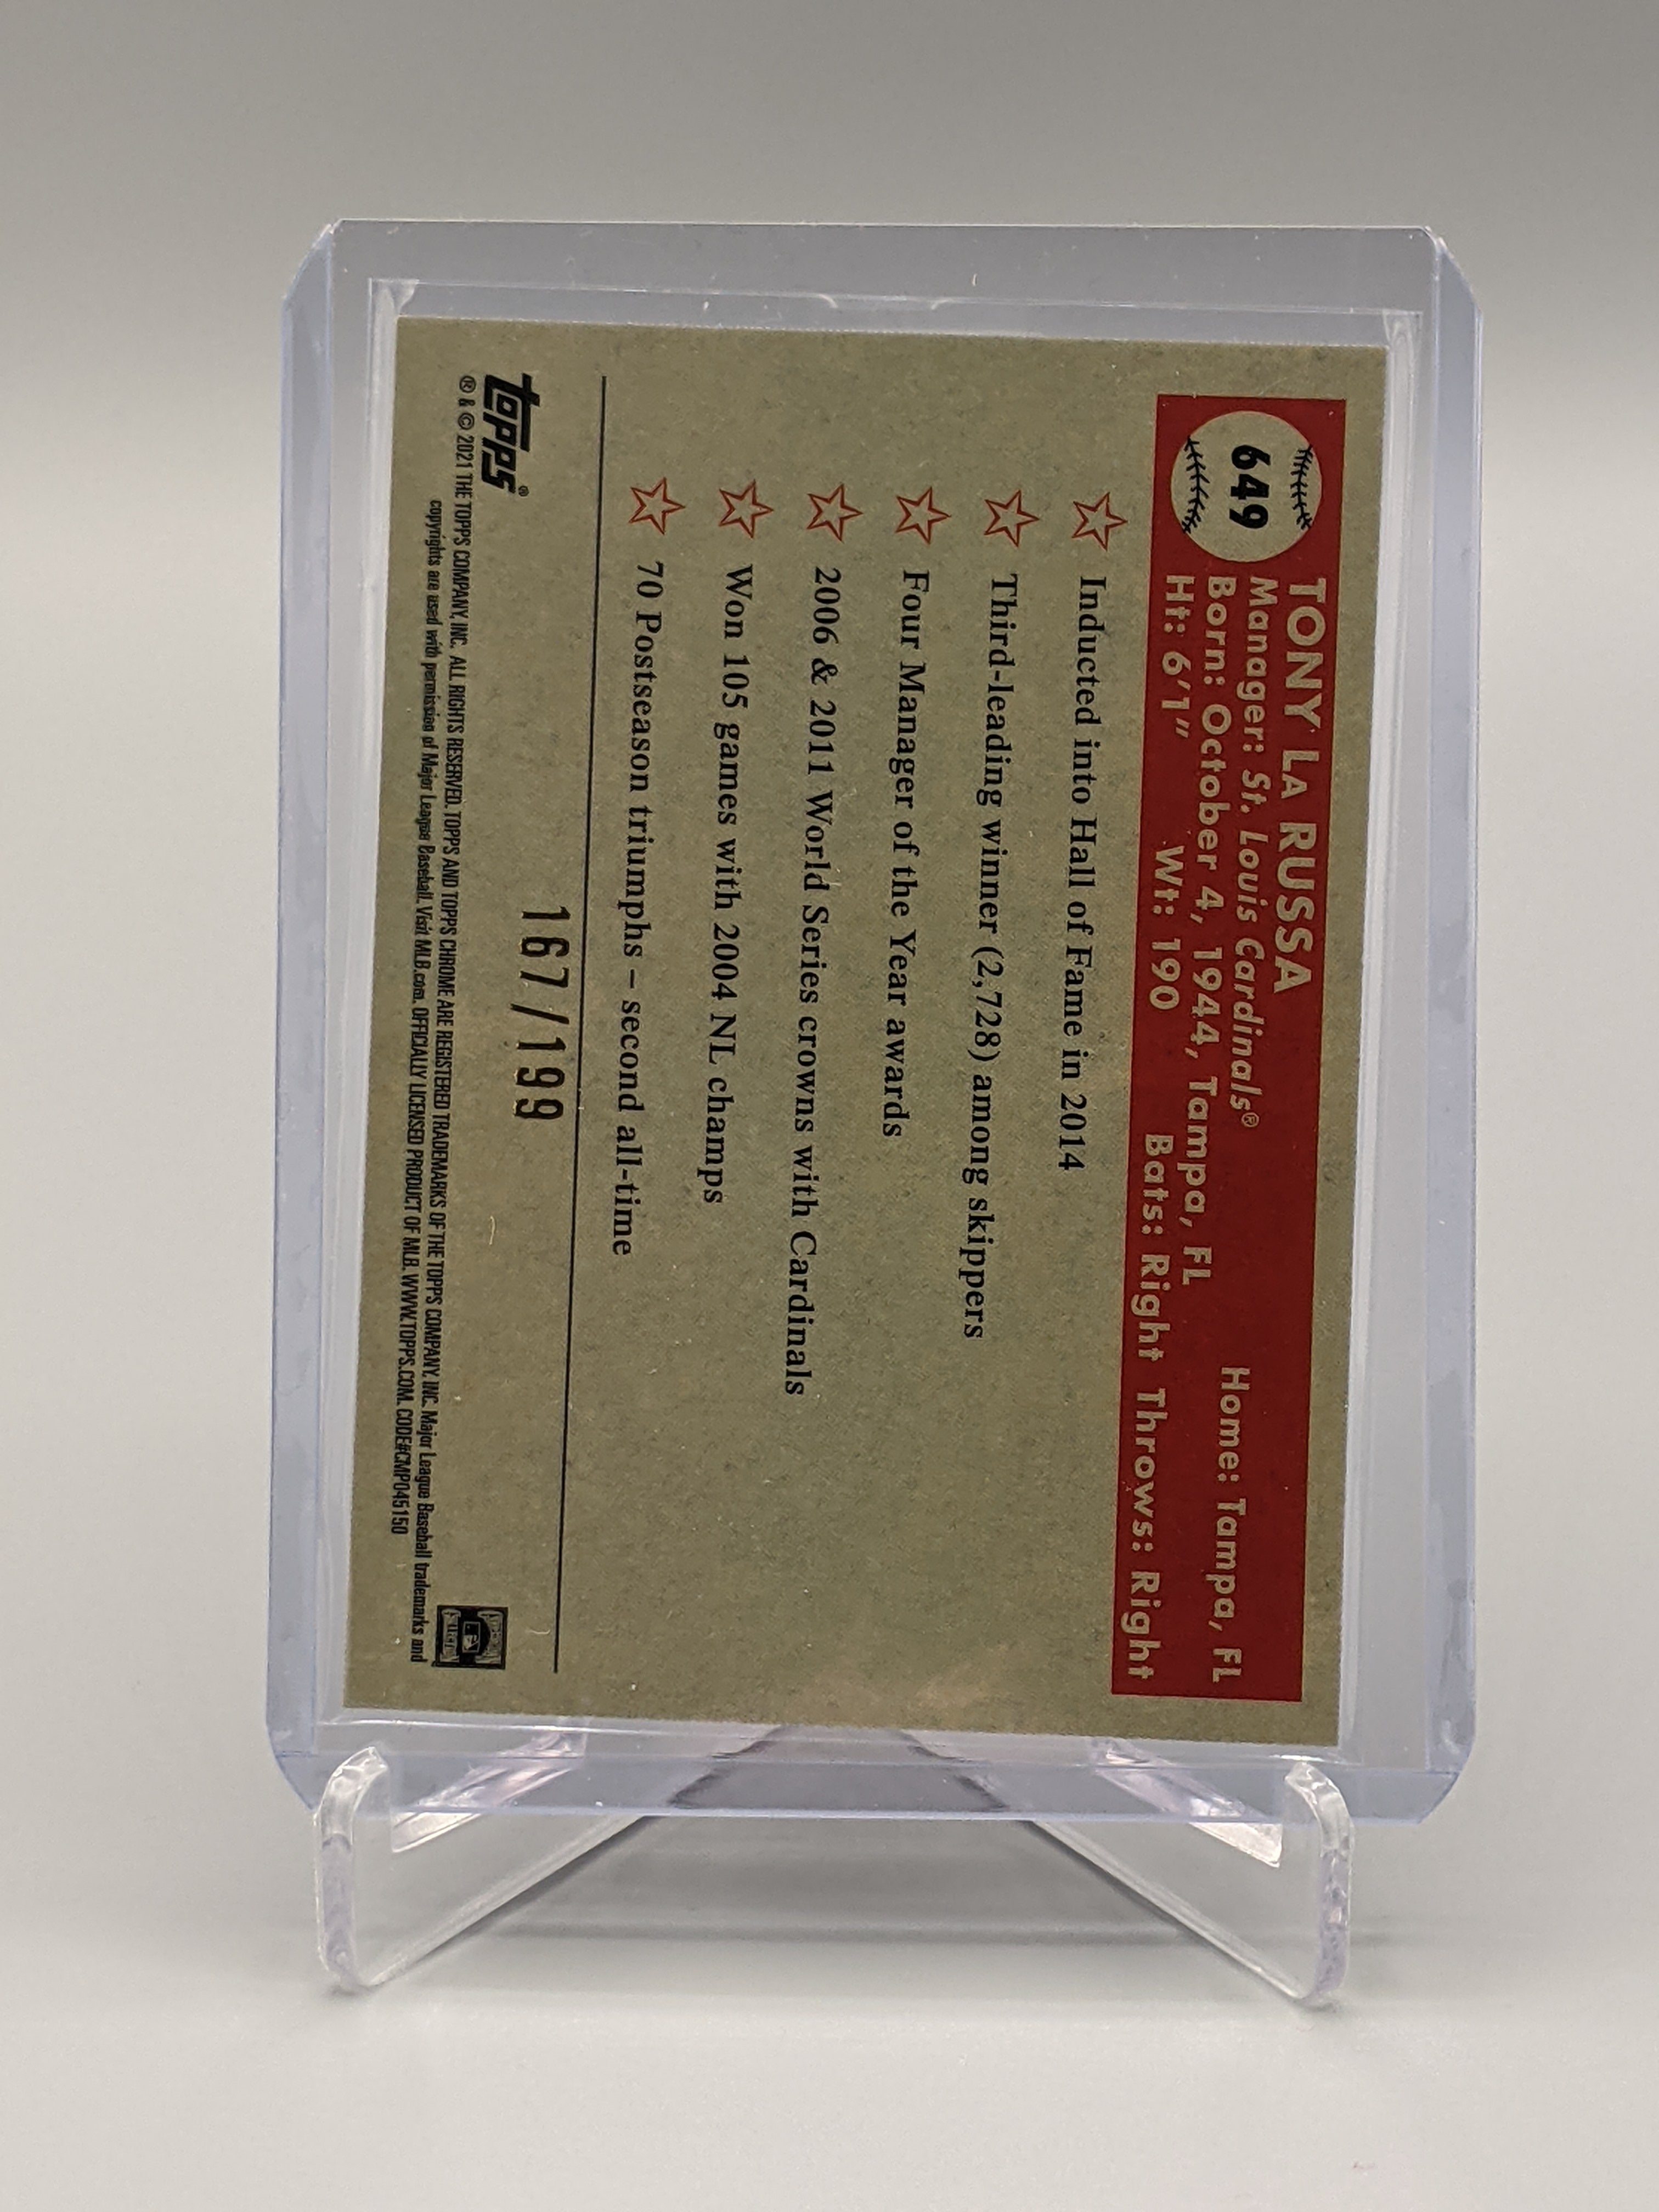 649
TONY LA RUSSA
Manager: St. Louis Cardinals® Home: Tampa, FL
Born: October 4, 1944, Tampa, FL
Ht: 6'1" Wt: 190 Bats: Right Throws: Right
Inducted into Hall of Fame in 2014
Third-leading winner (2,728) among skippers
Four Manager of the Year awards
2006 & 2011 World Series crowns with Cardinals
Won 105 games with 2004 NL champs
70 Postseason triumphs – second all-time
167/199
topps®
® & © 2021 THE TOPPS COMPANY, INC. ALL RIGHTS RESERVED. TOPPS AND TOPPS CHROME ARE REGISTERED TRADEMARKS OF THE TOPPS COMPANY, INC. Major League Baseball trademarks and
copyrights are used with permission of Major League Baseball. Visit MLB.com. OFFICIALLY LICENSED PRODUCT OF MLB. WWW.TOPPS.COM. CODE#CMP045150
COOPERSTOWN
COLLECTION